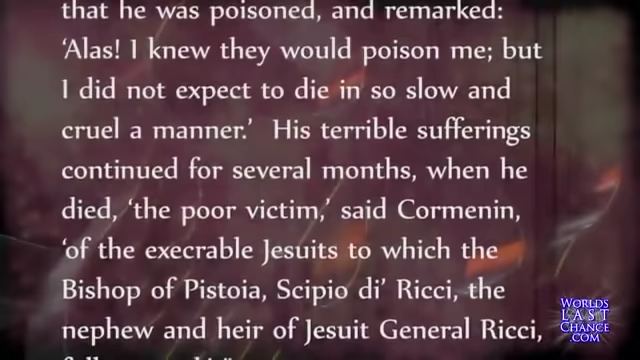 that he was poisoned, and remarked:
‘Alas! I knew they would poison me; but
I did not expect to die in so slow and
cruel a manner.’ His terrible sufferings
continued for several months, when he
died, ‘the poor victim,’ said Cormenin,
‘of the execrable Jesuits to which the
Bishop of Pistoia, Scipio di’ Ricci, the
nephew and heir of Jesuit General Ricci,
WORLDS
LAST
CHANCE
.COM